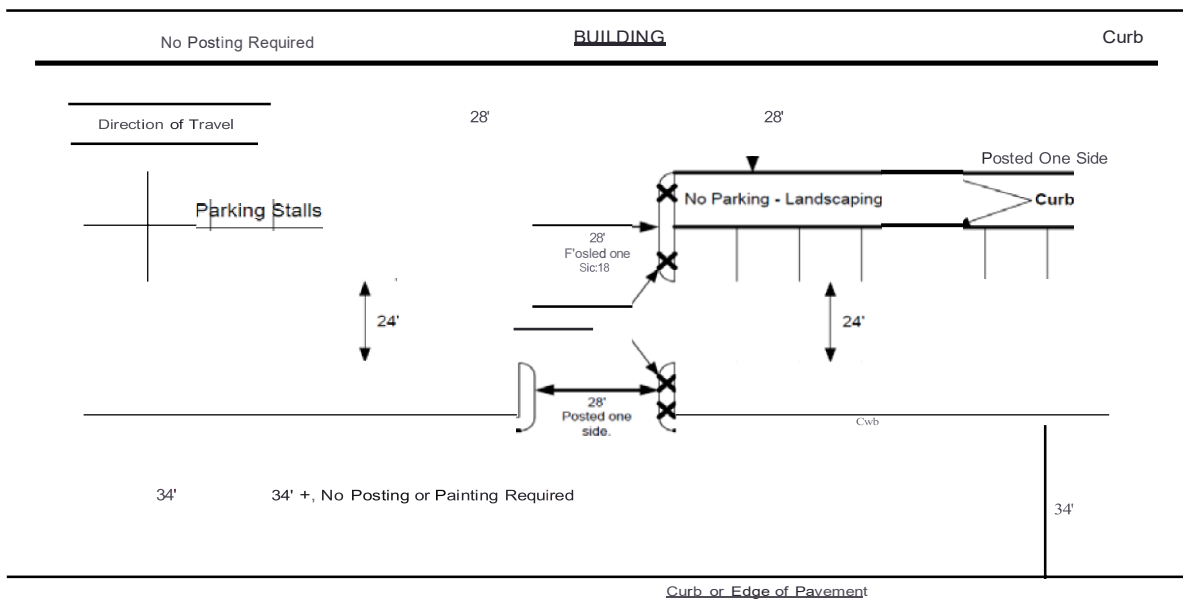 No Posting Required
BUILDING
Curb
Direction of Travel
28'
28'
Posted One Side
Parking Stalls
No Parking - Landscaping
Curb
28'
F'osled one
Sic:18
24'
24'
28'
Posted one
side.
Cwb
34'
34' +, No Posting or Painting Required
34'
Curb or Edge of Pavement